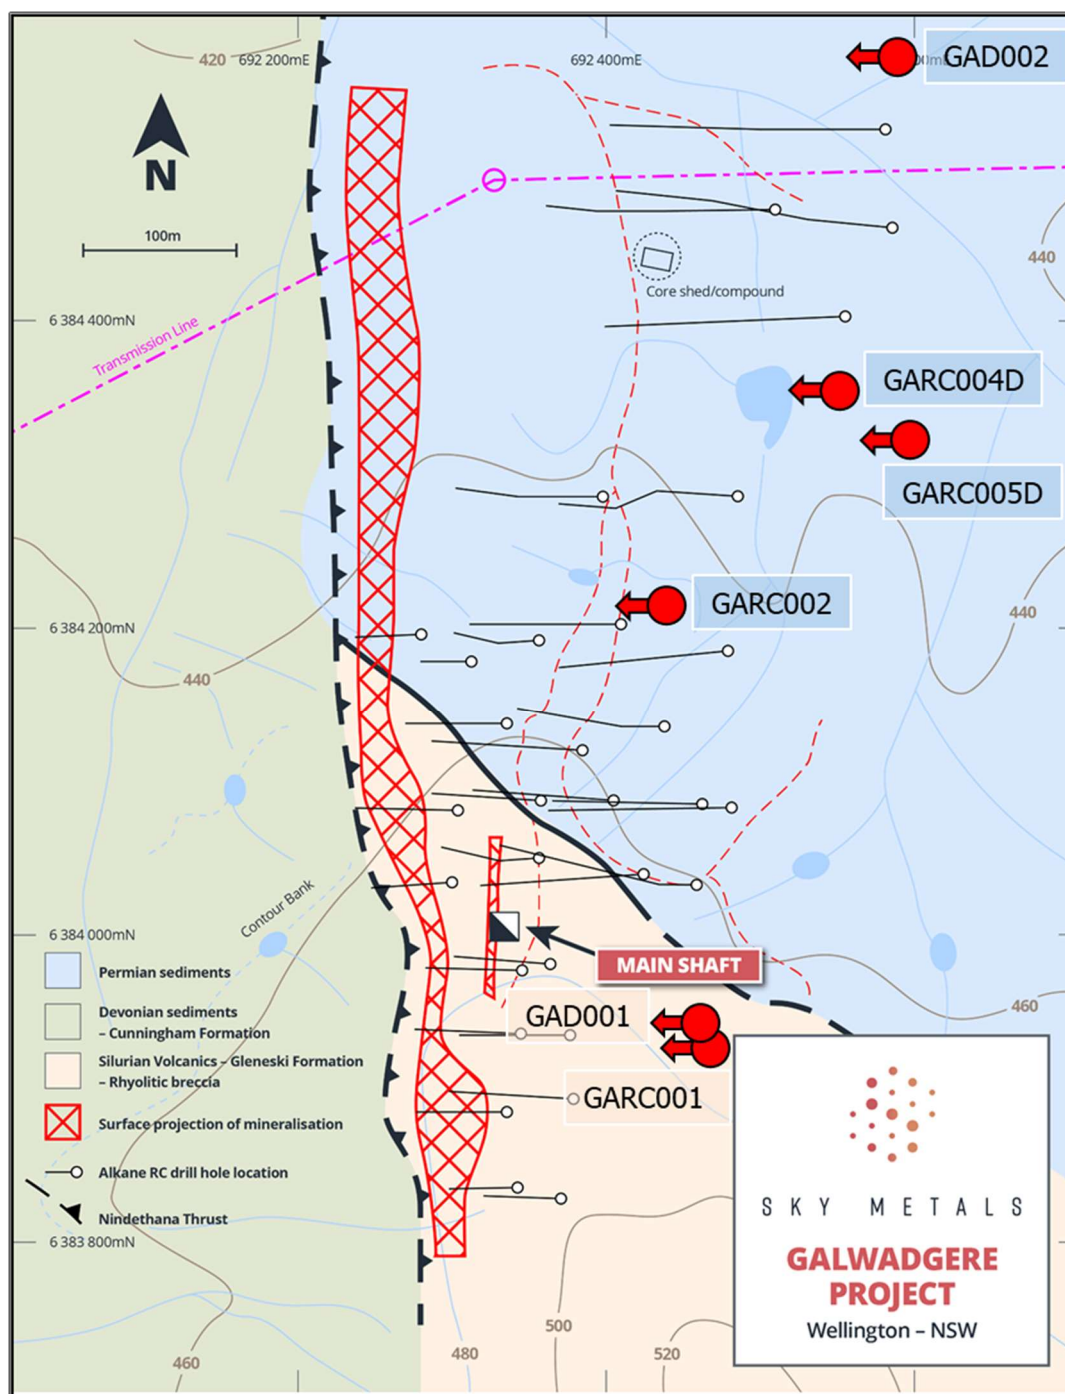 420
692 200mE
692 400mE
GAD002
N
100m
440
Core shed/compound
6 384 400mN
Transmission Line
GARC004D
GARC005D
GARC002
440
6 384 200mN
440
Contour Bank
6 384 000mN
MAIN SHAFT
460
GAD001
GARC001
Permian sediments
Devonian sediments
– Cunningham Formation
Silurian Volcanics – Gleneski Formation
– Rhyolitic breccia
Surface projection of mineralisation
Alkane RC drill hole location
Nindethana Thrust
6 383 800mN
SKY METALS
GALWADGERE
PROJECT
Wellington – NSW
500
480
520
460